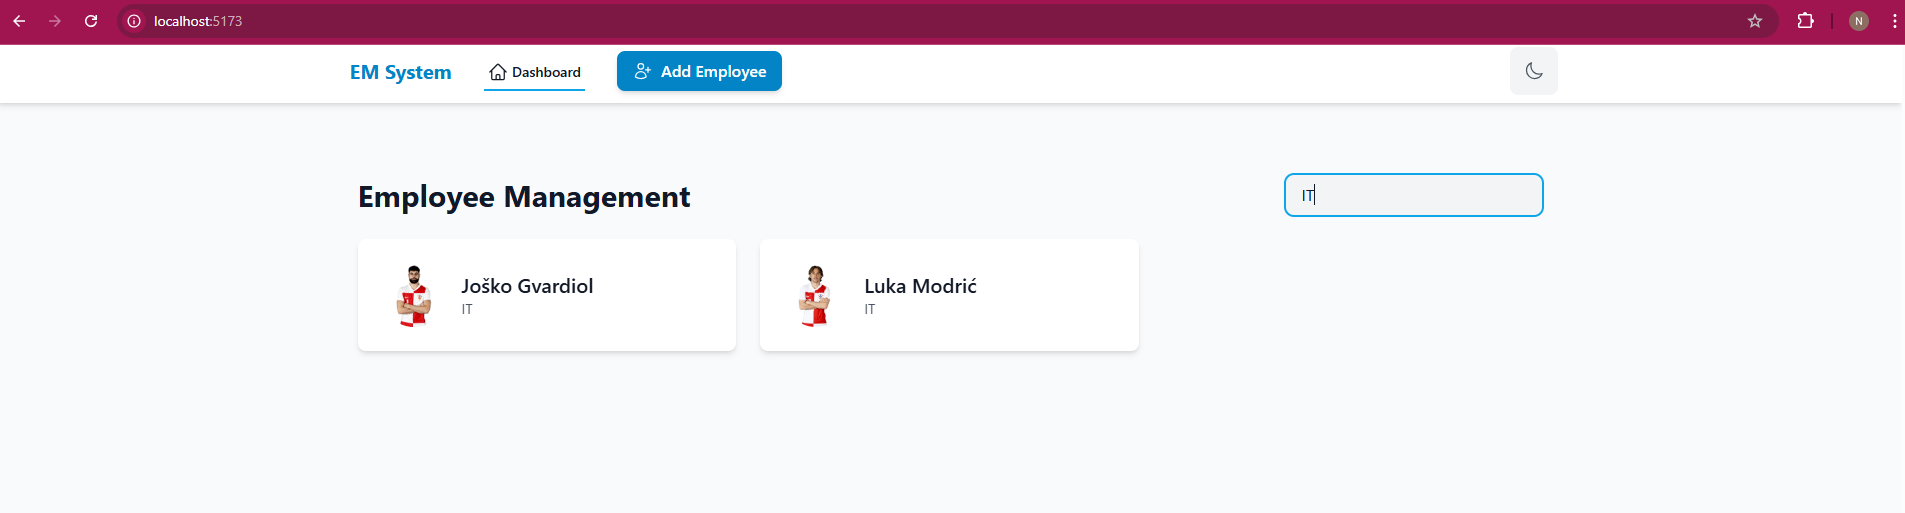 localhost:5173
N
EM System Dashboard Add Employee
Employee Management
IT
Joško Gvardiol
IT
Luka Modrić
IT